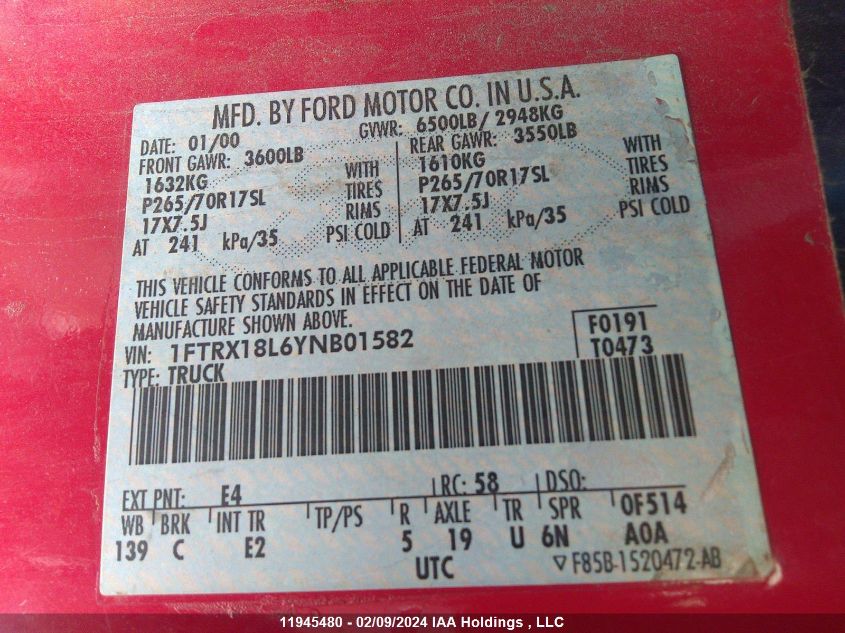 MFD. BY FORD MOTOR CO. IN U.S.A.
DATE: 01/00 GVWR: 6500LB/ 2948KG
FRONT GAWR: 3600LB REAR GAWR: 3550LB
1632KG WITH 1610KG WITH
P265/70R17SL TIRES P265/70R17SL TIRES
17X7.5J RIMS 17X7.5J RIMS
AT 241 kPa/35 PSI COLD AT 241 kPa/35 PSI COLD
THIS VEHICLE CONFORMS TO ALL APPLICABLE FEDERAL MOTOR
VEHICLE SAFETY STANDARDS IN EFFECT ON THE DATE OF
MANUFACTURE SHOWN ABOVE.
VIN: 1FTRX18L6YNB01582 F0191
TYPE: TRUCK T0473
EXT PNT: E4 RC: 58 DSO:
WB BRK INT TR TP/PS R AXLE TR SPR 0F514
139 C E2 5 19 U 6N A0A
UTC ▽F85B-1520472-AB
11945480 - 02/09/2024 IAA Holdings , LLC